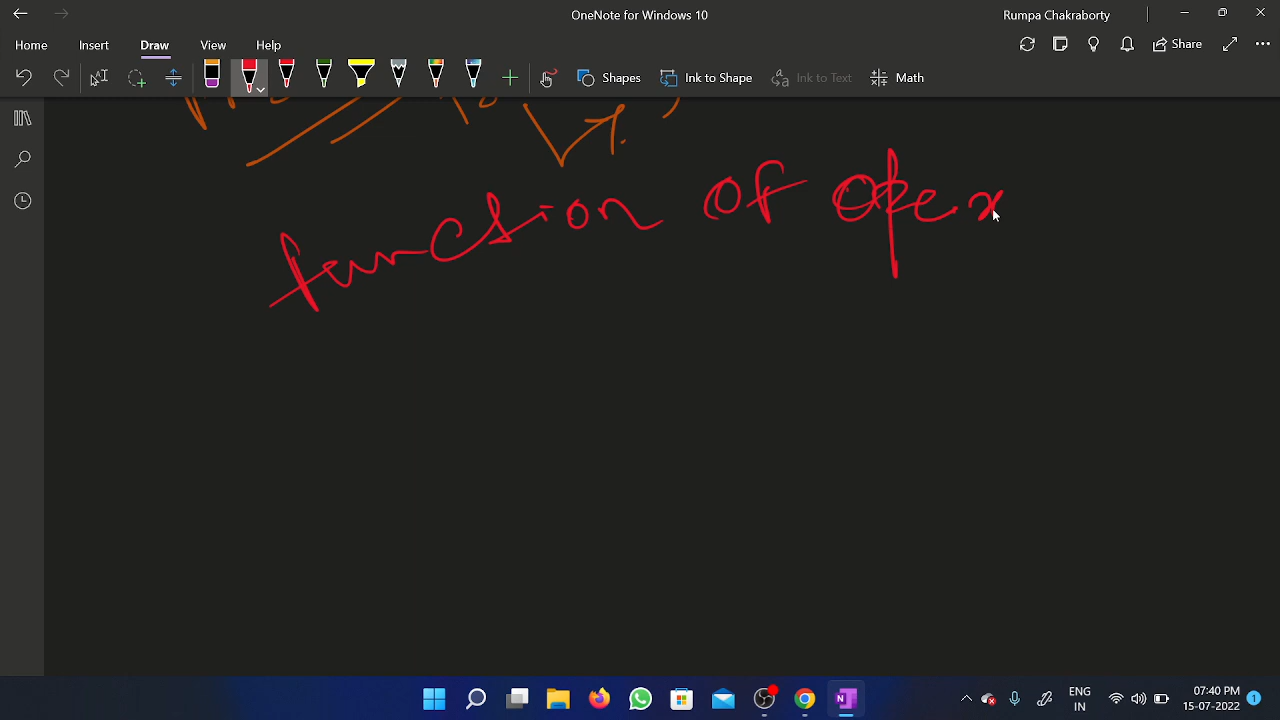 OneNote for Windows 10
Rumpa Chakraborty
Home Insert Draw View Help
Share
Shapes Ink to Shape Ink to Text Math
function of opex
ENG
IN
07:40 PM
15-07-2022
1